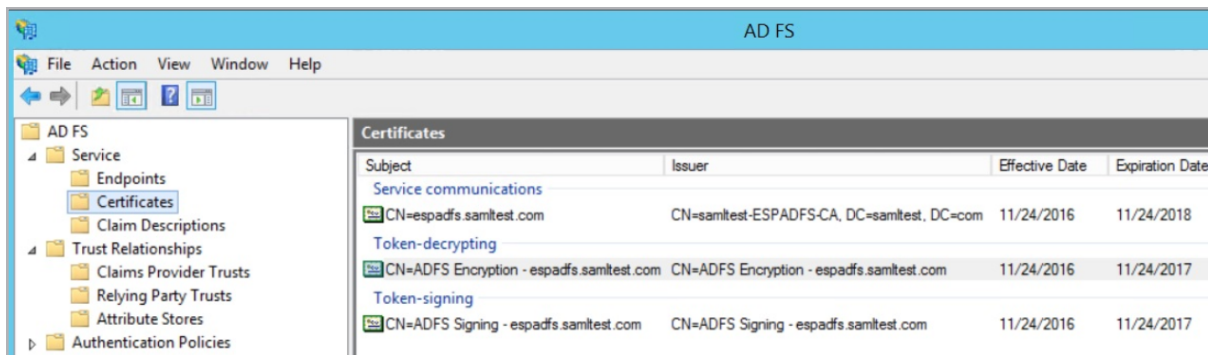 AD FS
File Action View Window Help
AD FS
Service
Endpoints
Certificates
Claim Descriptions
Trust Relationships
Claims Provider Trusts
Relying Party Trusts
Attribute Stores
Authentication Policies
Certificates
Subject Issuer Effective Date Expiration Date
Service communications
CN=espadfs.samltest.com CN=samltest-ESPADFS-CA, DC=samltest, DC=com 11/24/2016 11/24/2018
Token-decrypting
CN=ADFS Encryption - espadfs.samltest.com CN=ADFS Encryption - espadfs.samltest.com 11/24/2016 11/24/2017
Token-signing
CN=ADFS Signing - espadfs.samltest.com CN=ADFS Signing - espadfs.samltest.com 11/24/2016 11/24/2017